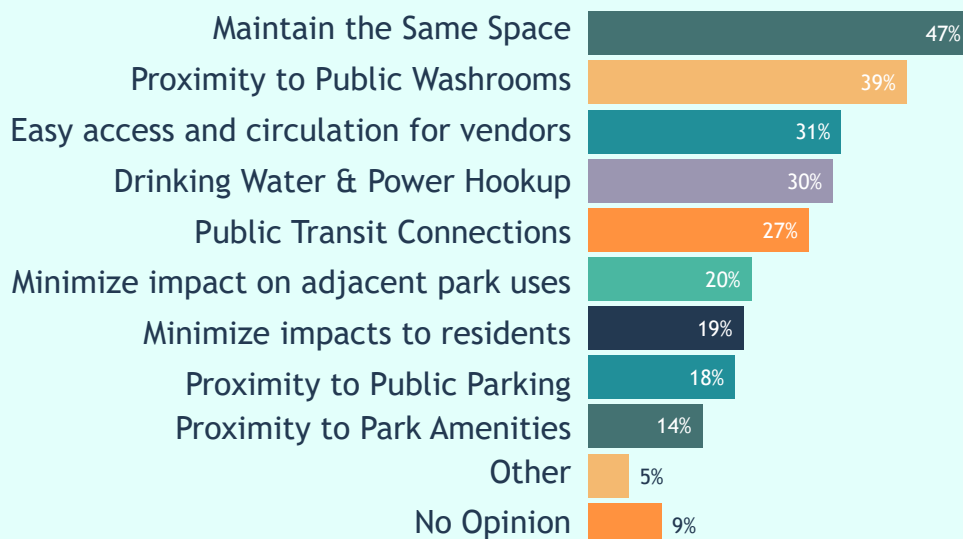 Maintain the Same Space 47%
Proximity to Public Washrooms 39%
Easy access and circulation for vendors 31%
Drinking Water & Power Hookup 30%
Public Transit Connections 27%
Minimize impact on adjacent park uses 20%
Minimize impacts to residents 19%
Proximity to Public Parking 18%
Proximity to Park Amenities 14%
Other 5%
No Opinion 9%